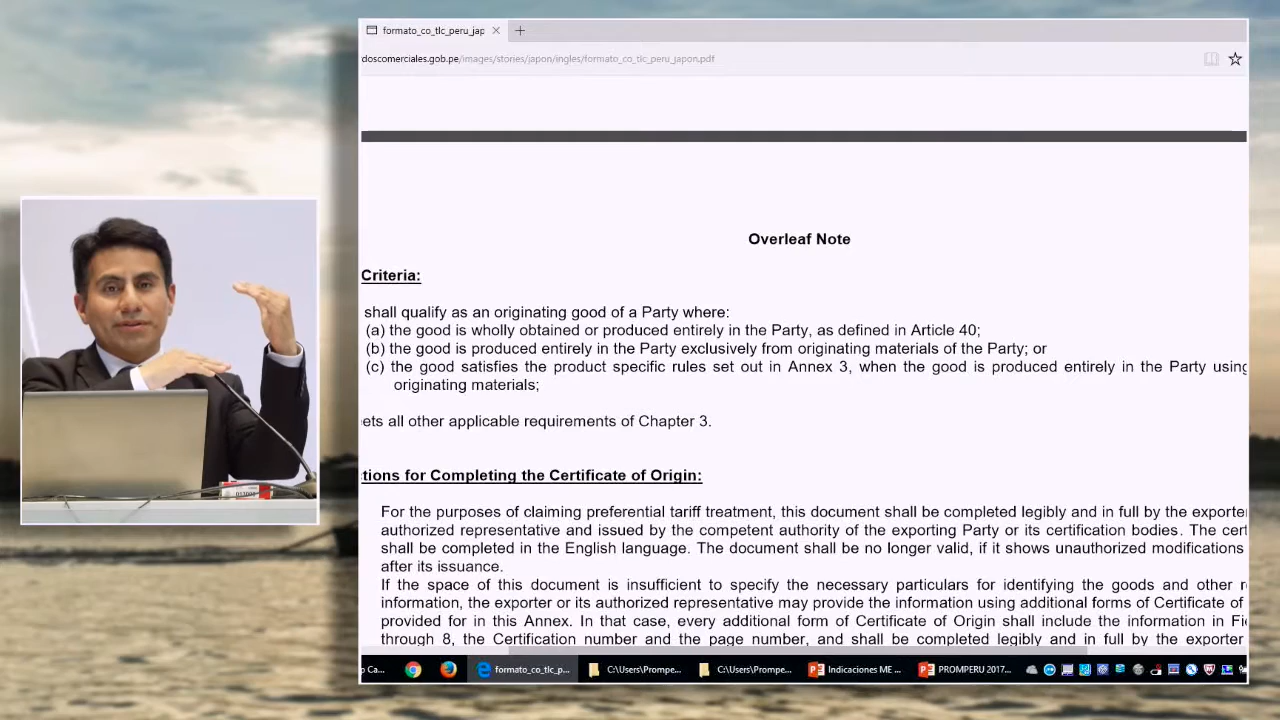 formato_co_tlc_peru_jap
doscomerciales.gob.pe/images/stories/japon/ingles/formato_co_tlc_peru_japon.pdf
Overleaf Note
Criteria:
shall qualify as an originating good of a Party where:
(a) the good is wholly obtained or produced entirely in the Party, as defined in Article 40;
(b) the good is produced entirely in the Party exclusively from originating materials of the Party; or
(c) the good satisfies the product specific rules set out in Annex 3, when the good is produced entirely in the Party using
originating materials;
ets all other applicable requirements of Chapter 3.
tions for Completing the Certificate of Origin:
For the purposes of claiming preferential tariff treatment, this document shall be completed legibly and in full by the exporter
authorized representative and issued by the competent authority of the exporting Party or its certification bodies. The cert
shall be completed in the English language. The document shall be no longer valid, if it shows unauthorized modifications
after its issuance.
If the space of this document is insufficient to specify the necessary particulars for identifying the goods and other r
information, the exporter or its authorized representative may provide the information using additional forms of Certificate of
provided for in this Annex. In that case, every additional form of Certificate of Origin shall include the information in Fi
through 8, the Certification number and the page number, and shall be completed legibly and in full by the exporter
o Ca... formato_co_tlc_p... C:\Users\Prompe... C:\Users\Prompe... Indicaciones ME ... PROMPERU 2017...